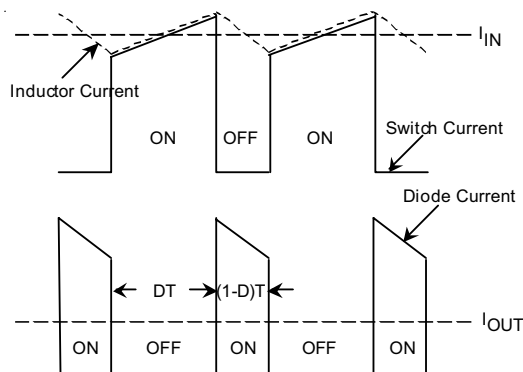 I_IN
Inductor Current
ON OFF ON
Switch Current
Diode Current
DT (1-D)T
I_OUT
ON OFF ON OFF ON